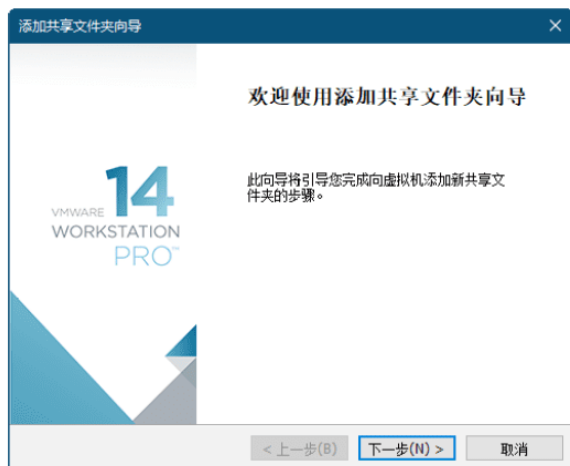 添加共享文件夹向导
欢迎使用添加共享文件夹向导
此向导将引导您完成向虚拟机添加新共享文
件夹的步骤。
VMWARE 14
WORKSTATION
PRO™
< 上一步(B)
下一步(N) >
取消